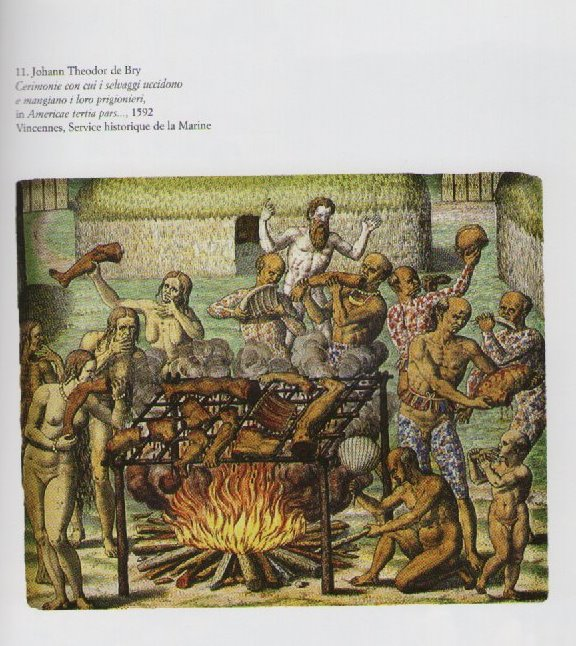 11. Johann Theodor de Bry
Cerimonie con cui i selvaggi uccidono
e mangiano i loro prigionieri,
in Americae tertia pars..., 1592
Vincennes, Service historique de la Marine